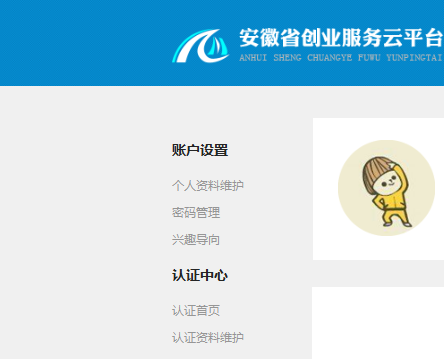 安徽省创业服务云平台
ANHUI SHENG CHUANGYE FUWU YUNPINGTAI
账户设置
个人资料维护
密码管理
兴趣导向
认证中心
认证首页
认证资料维护